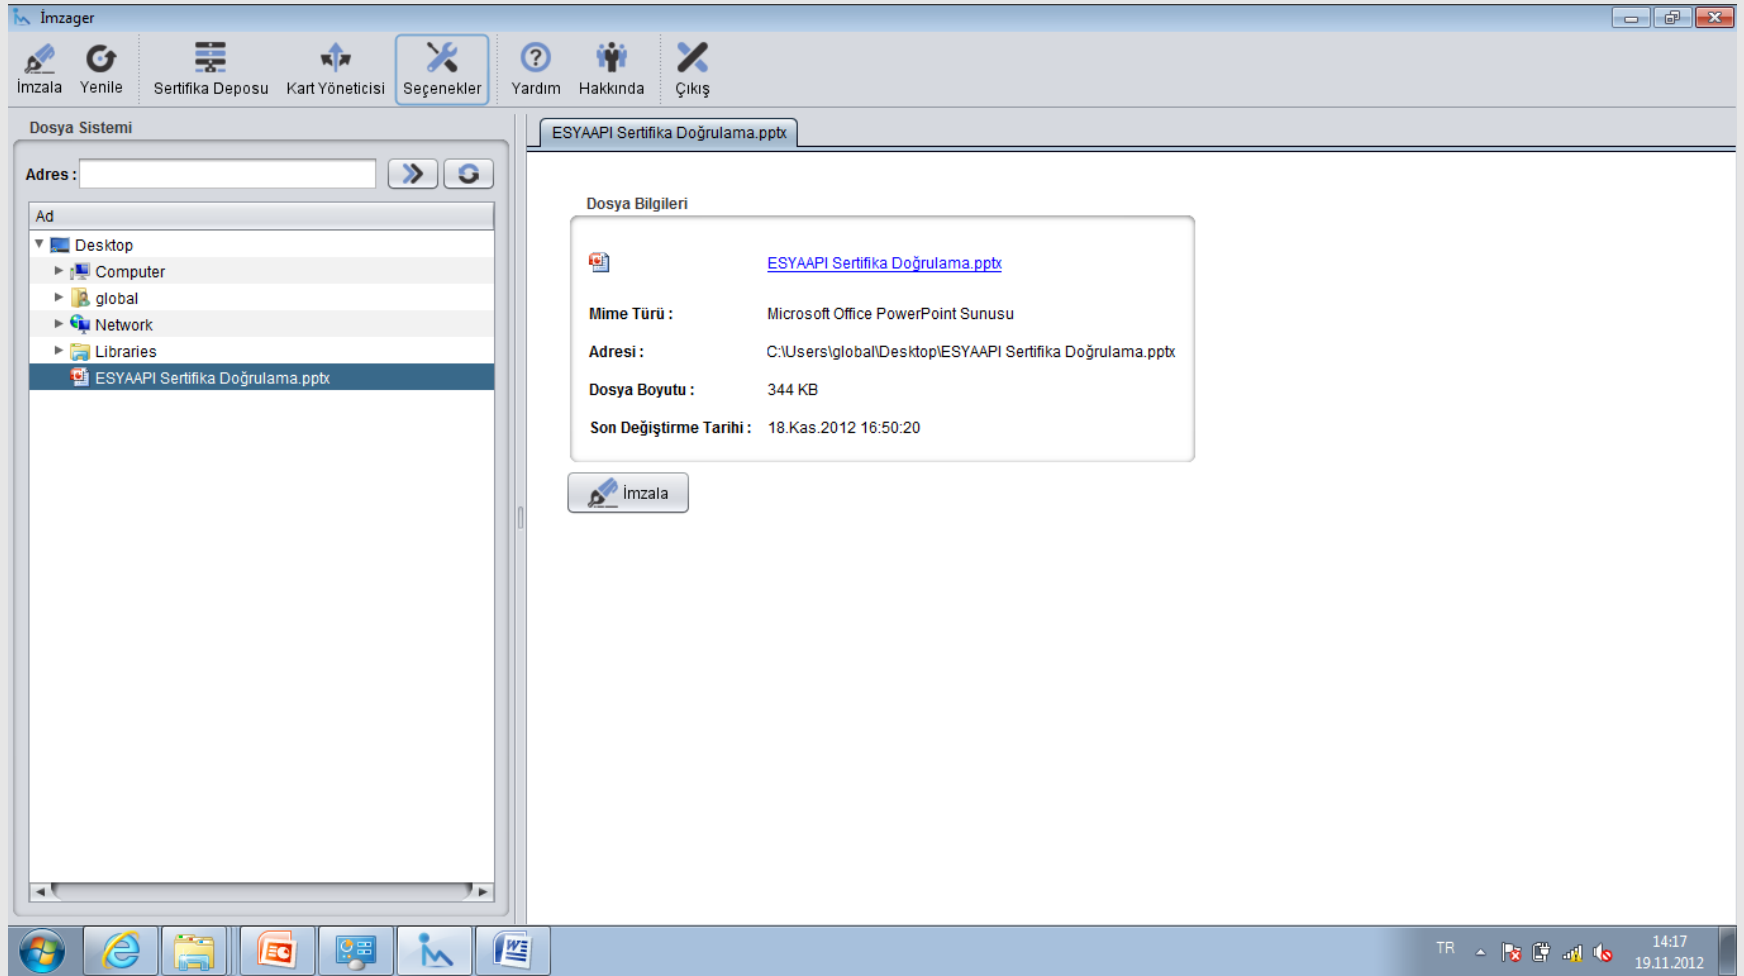 İmzager
İmzala Yenile Sertifika Deposu Kart Yöneticisi Seçenekler Yardım Hakkında Çıkış
Dosya Sistemi
Adres :
Ad
Desktop
Computer
global
Network
Libraries
ESYAAPI Sertifika Doğrulama.pptx
ESYAAPI Sertifika Doğrulama.pptx
Dosya Bilgileri
ESYAAPI Sertifika Doğrulama.pptx
Mime Türü : Microsoft Office PowerPoint Sunusu
Adresi : C:\Users\global\Desktop\ESYAAPI Sertifika Doğrulama.pptx
Dosya Boyutu : 344 KB
Son Değiştirme Tarihi : 18.Kas.2012 16:50:20
İmzala
TR
14:17
19.11.2012